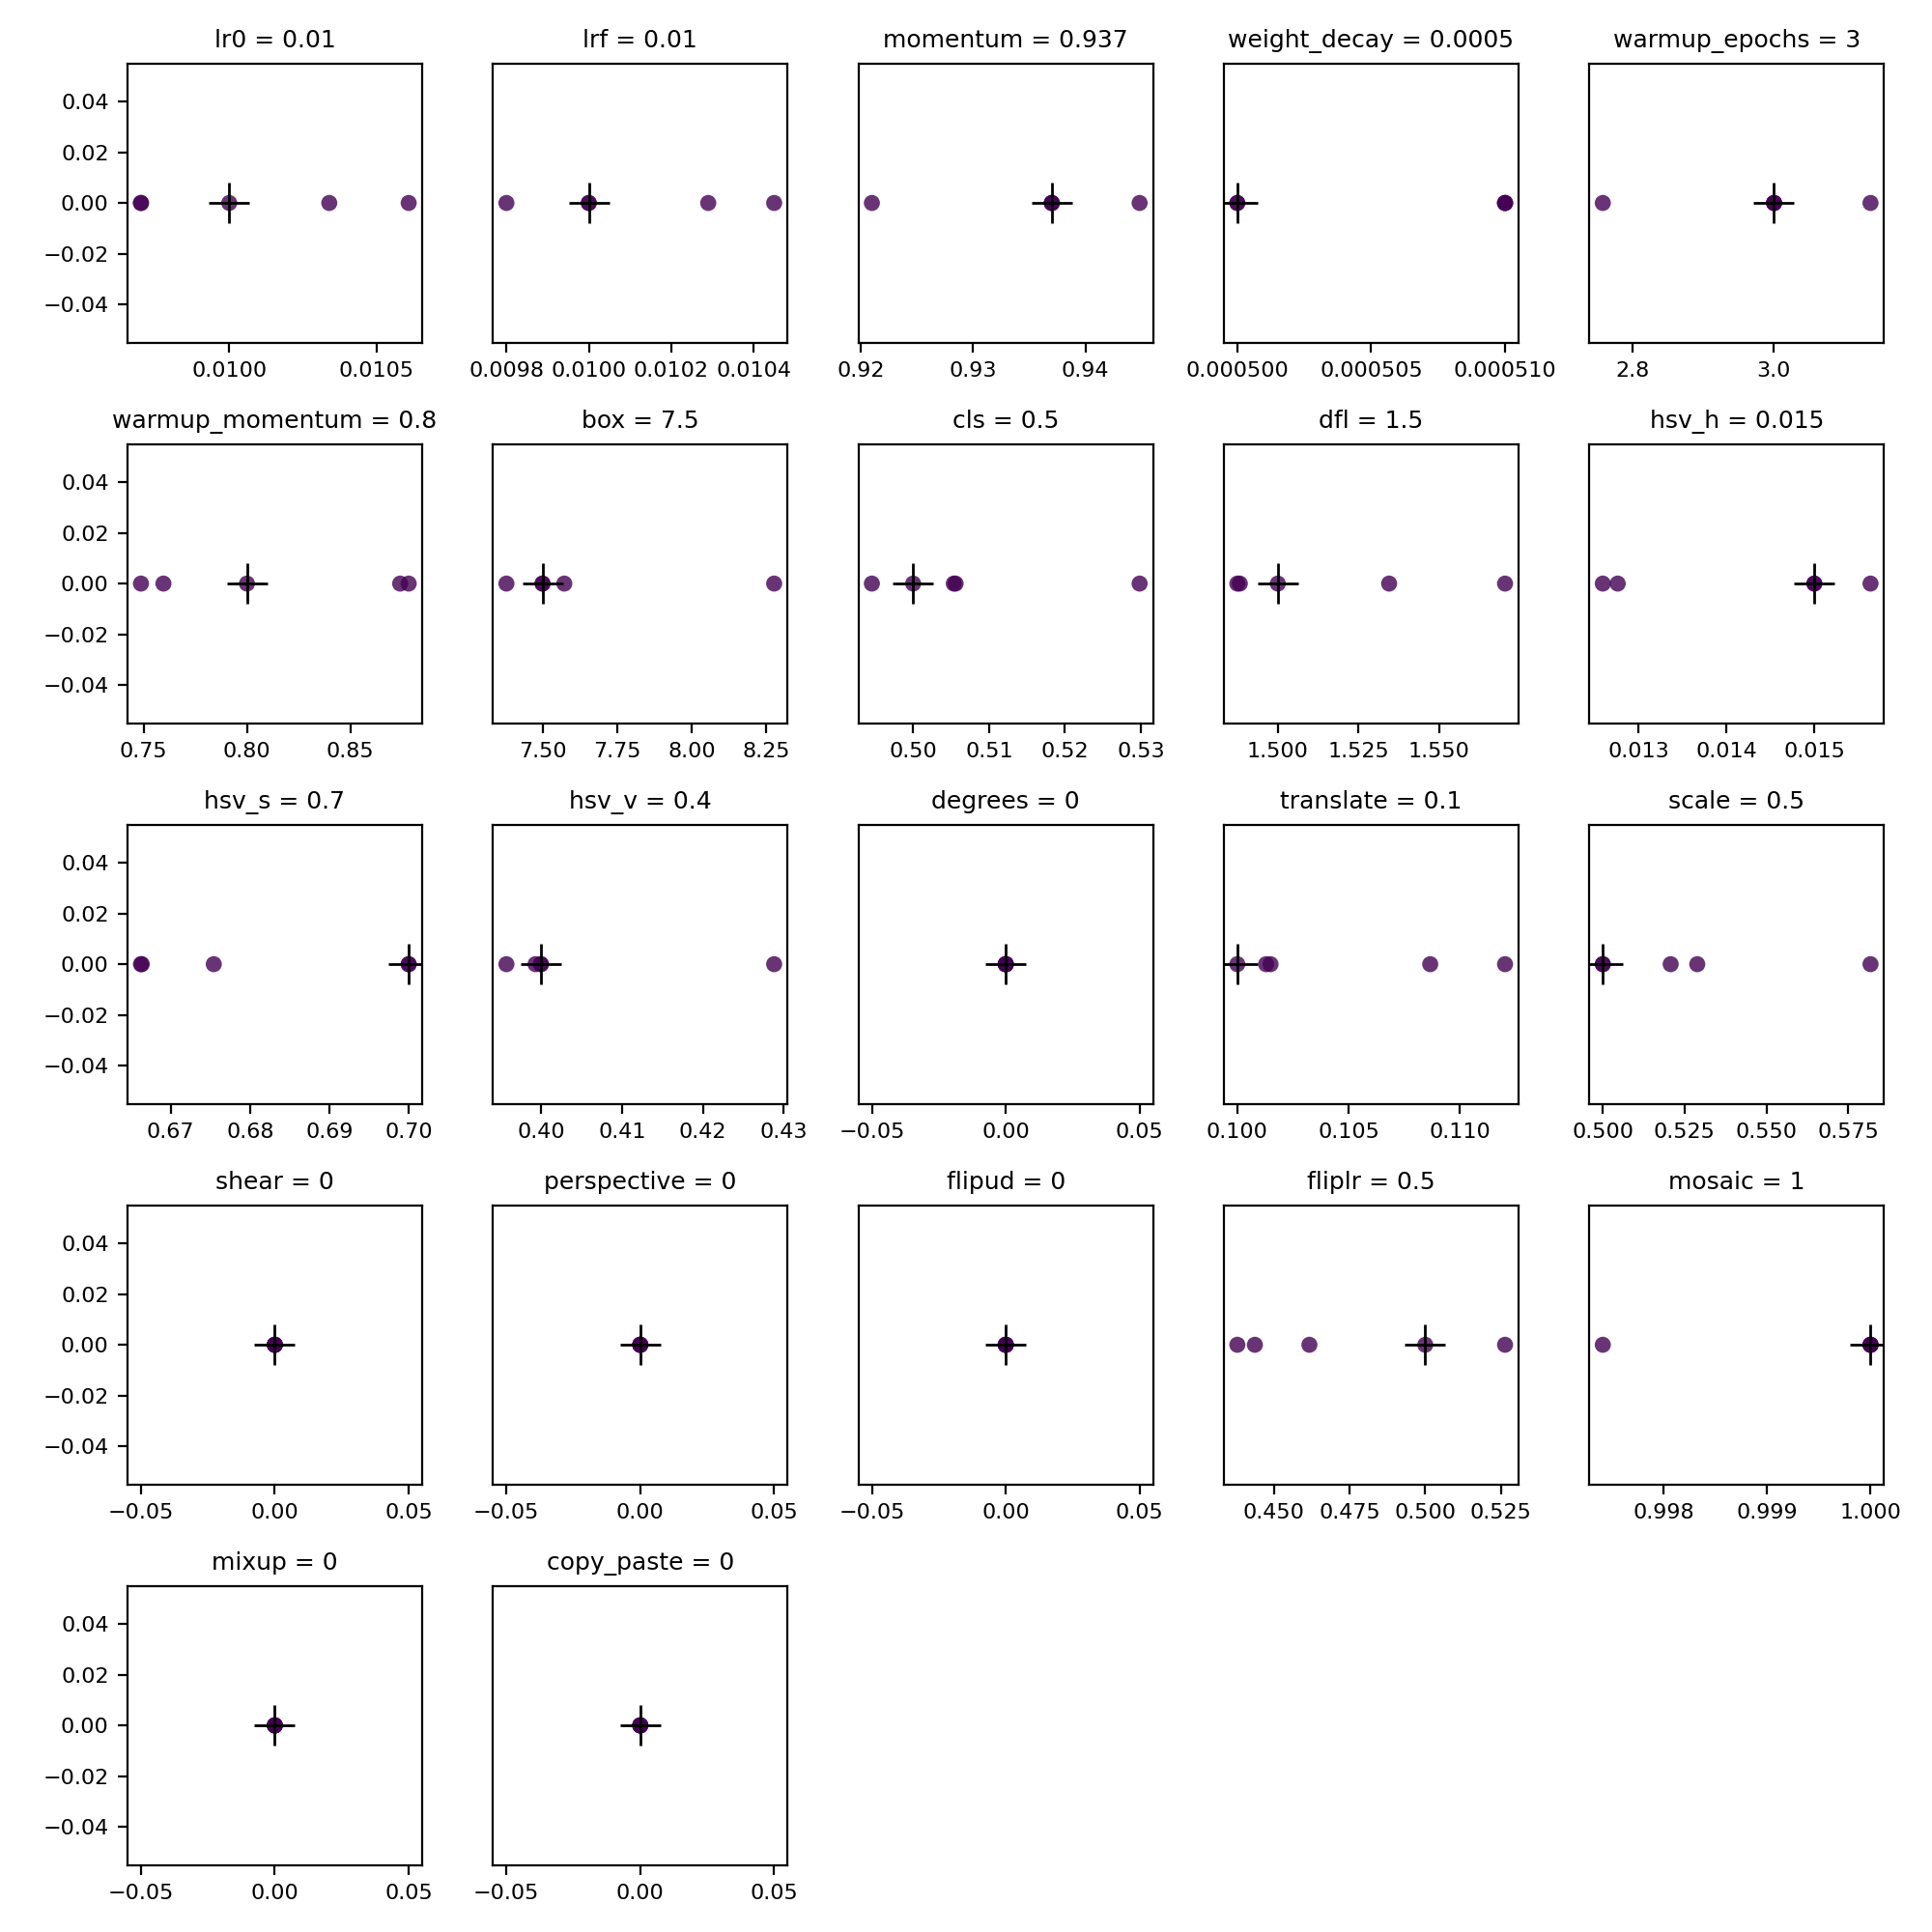 lr0 = 0.01 lrf = 0.01 momentum = 0.937 weight_decay = 0.0005 warmup_epochs = 3
0.04
0.02
0.00
−0.02
−0.04
0.0100 0.0105 0.0098 0.0100 0.0102 0.0104 0.92 0.93 0.94 0.000500 0.000505 0.000510 2.8 3.0
warmup_momentum = 0.8 box = 7.5 cls = 0.5 dfl = 1.5 hsv_h = 0.015
0.04
0.02
0.00
−0.02
−0.04
0.75 0.80 0.85 7.50 7.75 8.00 8.25 0.50 0.51 0.52 0.53 1.500 1.525 1.550 0.013 0.014 0.015
hsv_s = 0.7 hsv_v = 0.4 degrees = 0 translate = 0.1 scale = 0.5
0.04
0.02
0.00
−0.02
−0.04
0.67 0.68 0.69 0.70 0.40 0.41 0.42 0.43 −0.05 0.00 0.05 0.100 0.105 0.110 0.500 0.525 0.550 0.575
shear = 0 perspective = 0 flipud = 0 fliplr = 0.5 mosaic = 1
0.04
0.02
0.00
−0.02
−0.04
−0.05 0.00 0.05 −0.05 0.00 0.05 −0.05 0.00 0.05 0.450 0.475 0.500 0.525 0.998 0.999 1.000
mixup = 0 copy_paste = 0
0.04
0.02
0.00
−0.02
−0.04
−0.05 0.00 0.05 −0.05 0.00 0.05